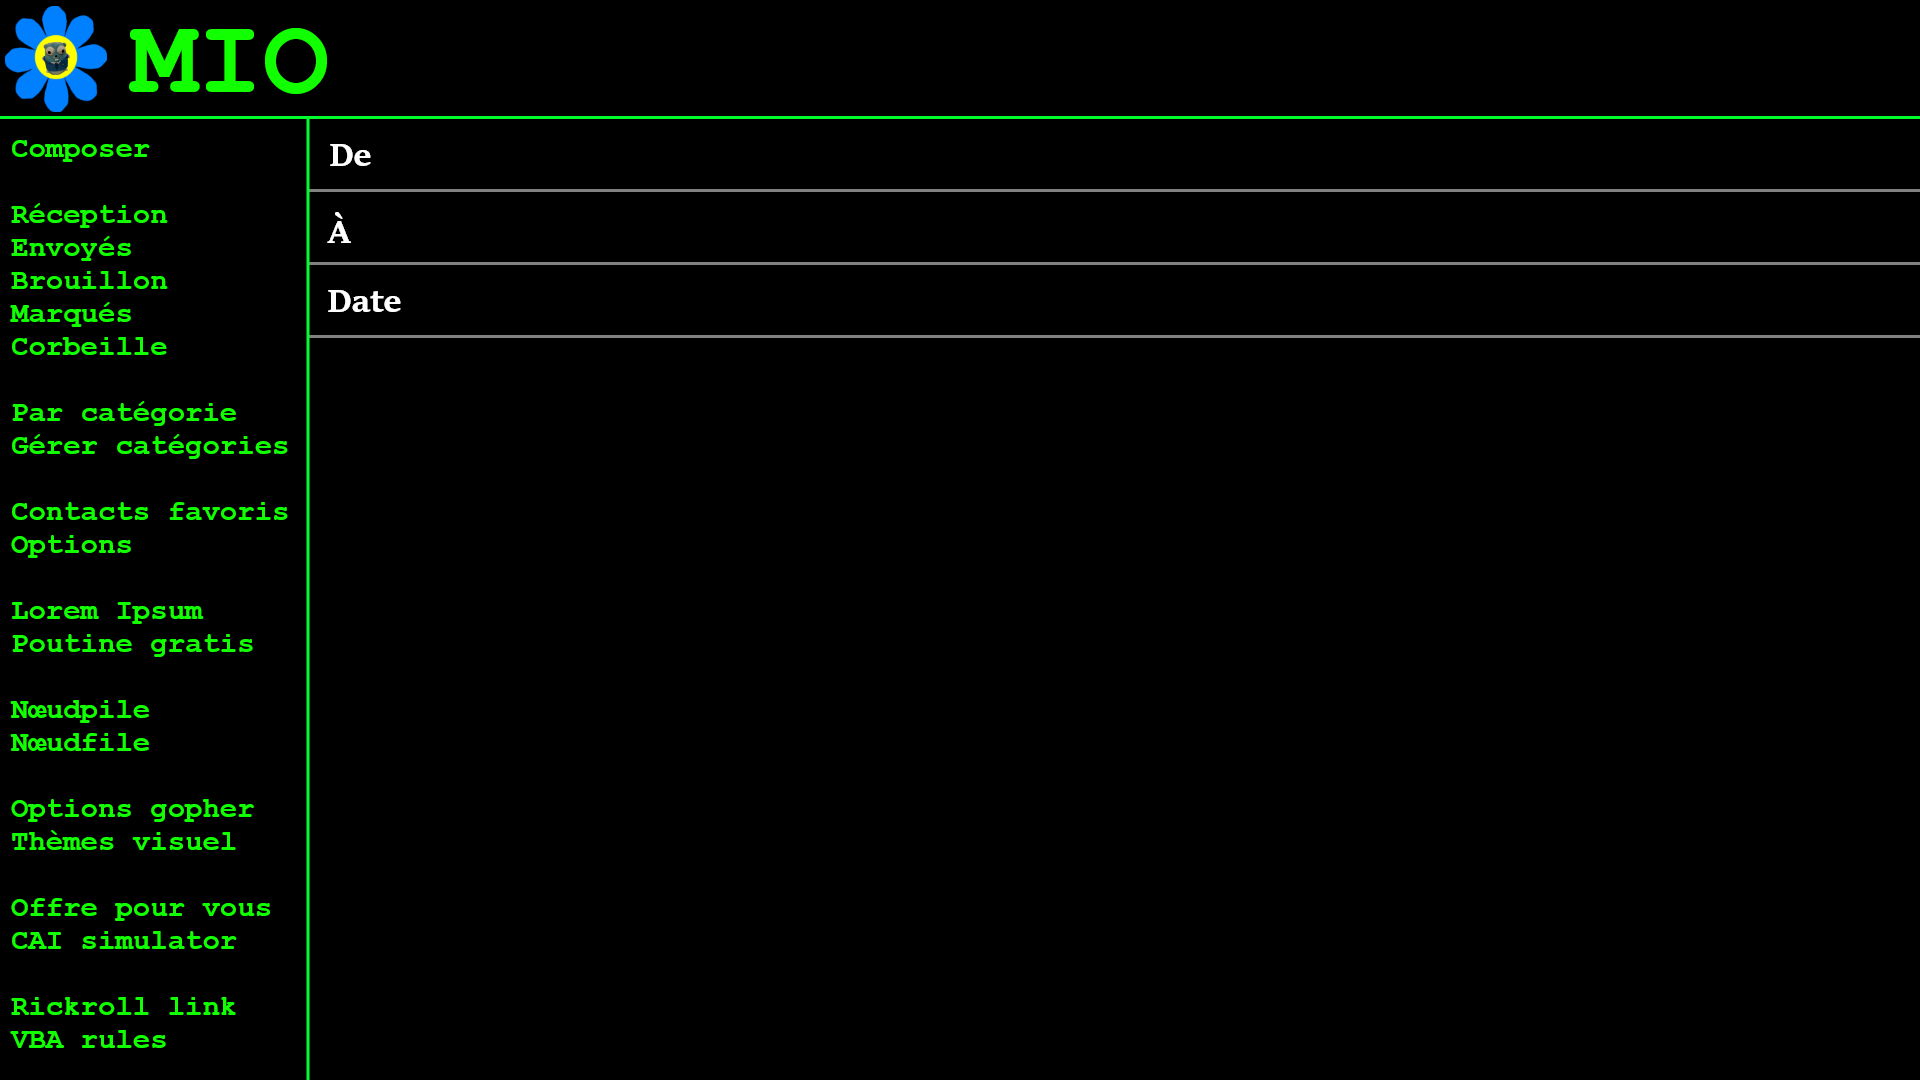 MIO
Composer
Réception
Envoyés
Brouillon
Marqués
Corbeille
Par catégorie
Gérer catégories
Contacts favoris
Options
Lorem Ipsum
Poutine gratis
Nœudpile
Nœudfile
Options gopher
Thèmes visuel
Offre pour vous
CAI simulator
Rickroll link
VBA rules
De
À
Date